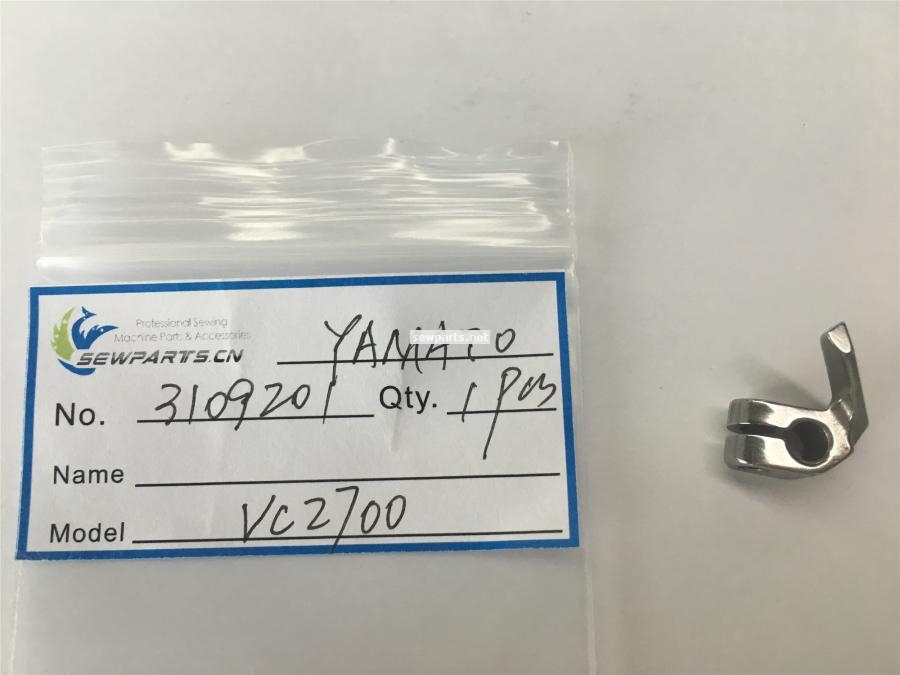 Professional Sewing
Machine Parts & Accessories
SEWPARTS.CN
YAMATO
sewparts.net
No. 3109201 Qty. 1 pcs
Name
Model VC2700